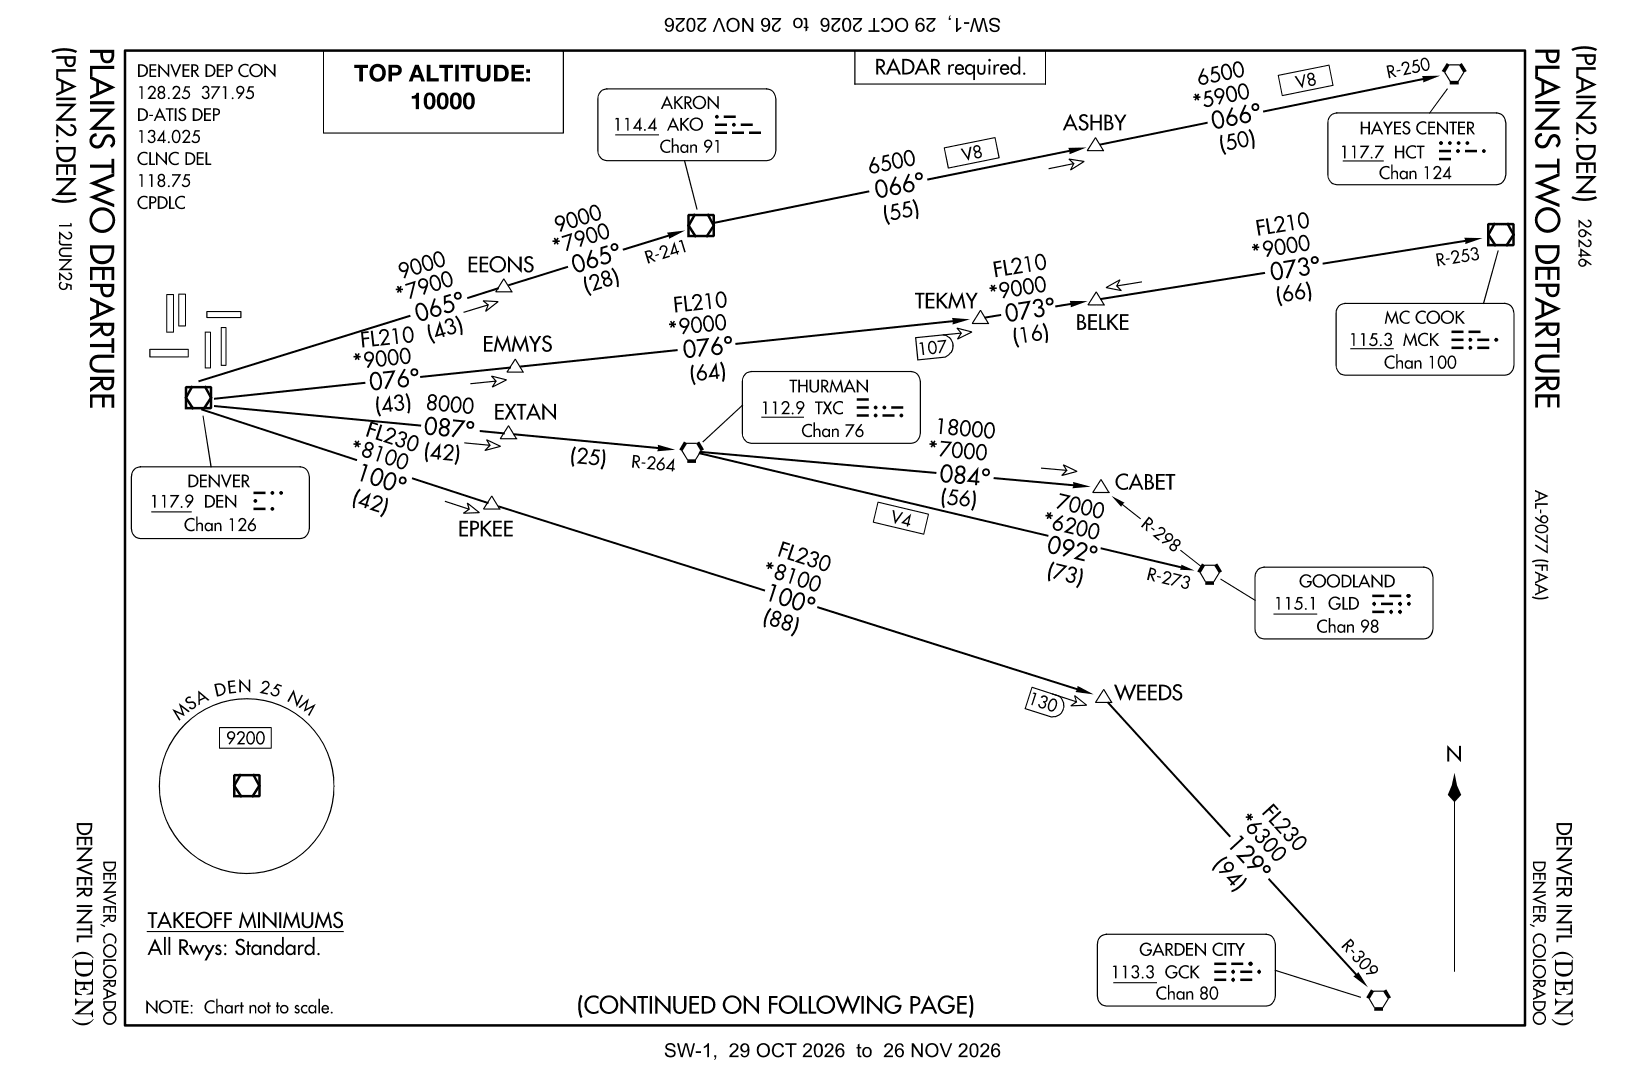 SW-1, 29 OCT 2026 to 26 NOV 2026
(PLAIN2.DEN) 12JUN25
PLAINS TWO DEPARTURE
DENVER DEP CON
128.25 371.95
D-ATIS DEP
134.025
CLNC DEL
118.75
CPDLC
TOP ALTITUDE:
10000
RADAR required.
AKRON
114.4 AKO
Chan 91
6500
*5900
066°
(50)
V8
R-250
HAYES CENTER
117.7 HCT
Chan 124
ASHBY
6500
066°
(55)
V8
9000
*7900
065°
(28)
R-241
EEONS
9000
*7900
065°
(43)
FL210
*9000
073°
(66)
R-253
MC COOK
115.3 MCK
Chan 100
BELKE
FL210
*9000
073°
(16)
TEKMY
107
FL210
*9000
076°
(64)
EMMYS
FL210
*9000
076°
(43)
THURMAN
112.9 TXC
Chan 76
8000
087°
(42)
EXTAN
(25)
R-264
18000
*7000
084°
(56)
CABET
V4
7000
*6200
092°
(73)
R-298
R-273
GOODLAND
115.1 GLD
Chan 98
DENVER
117.9 DEN
Chan 126
FL230
*8100
100°
(42)
EPKEE
FL230
*8100
100°
(88)
130
WEEDS
FL230
*6300
129°
(94)
R-309
GARDEN CITY
113.3 GCK
Chan 80
MSA DEN 25 NM
9200
N
TAKEOFF MINIMUMS
All Rwys: Standard.
NOTE: Chart not to scale.
(CONTINUED ON FOLLOWING PAGE)
DENVER INTL (DEN)
DENVER, COLORADO
(PLAIN2.DEN) 26246
PLAINS TWO DEPARTURE
AL-9077 (FAA)
DENVER INTL (DEN)
DENVER, COLORADO
SW-1, 29 OCT 2026 to 26 NOV 2026